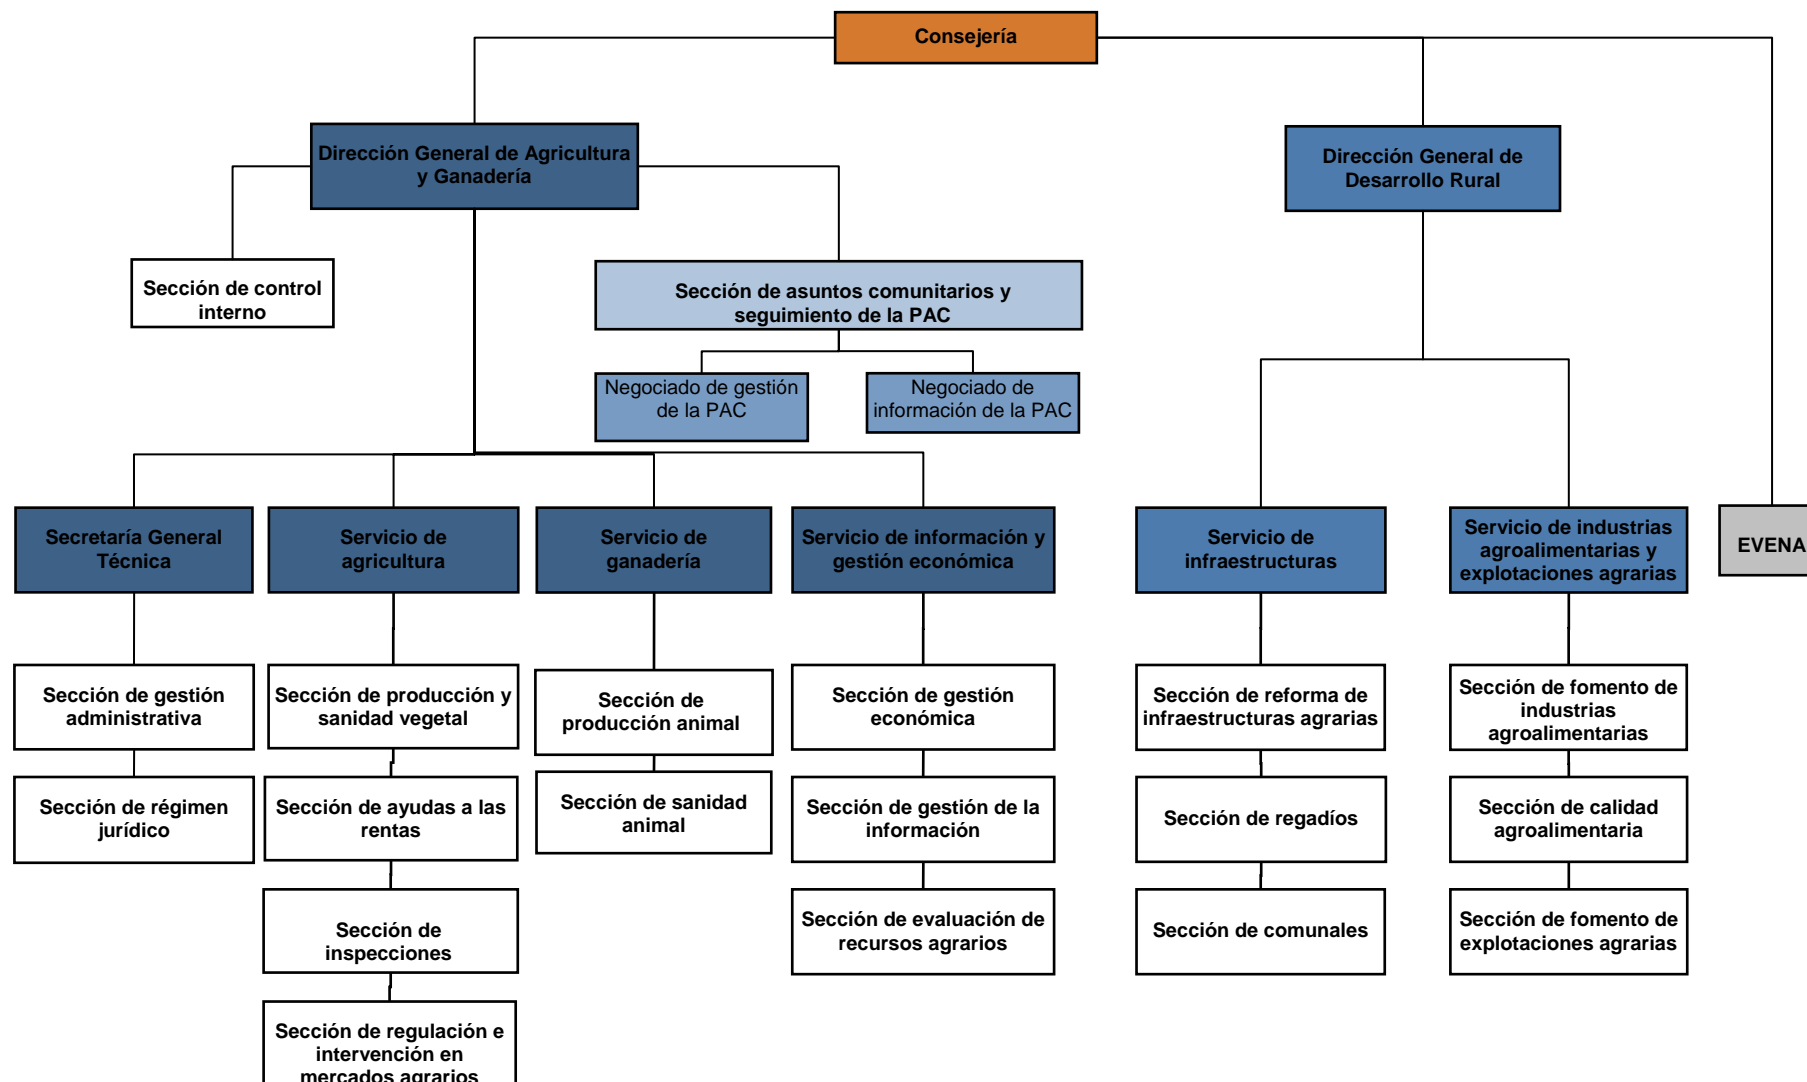 Consejería
Dirección General de Agricultura
y Ganadería
Dirección General de
Desarrollo Rural
Sección de control
interno
Sección de asuntos comunitarios y
seguimiento de la PAC
Negociado de gestión
de la PAC
Negociado de
información de la PAC
Secretaría General
Técnica
Servicio de
agricultura
Servicio de
ganadería
Servicio de información y
gestión económica
Servicio de
infraestructuras
Servicio de industrias
agroalimentarias y
explotaciones agrarias
EVENA
Sección de gestión
administrativa
Sección de producción y
sanidad vegetal
Sección de
producción animal
Sección de gestión
económica
Sección de reforma de
infraestructuras agrarias
Sección de fomento de
industrias
agroalimentarias
Sección de régimen
jurídico
Sección de ayudas a las
rentas
Sección de sanidad
animal
Sección de gestión de la
información
Sección de regadíos
Sección de calidad
agroalimentaria
Sección de
inspecciones
Sección de evaluación de
recursos agrarios
Sección de comunales
Sección de fomento de
explotaciones agrarias
Sección de regulación e
intervención en
mercados agrarios